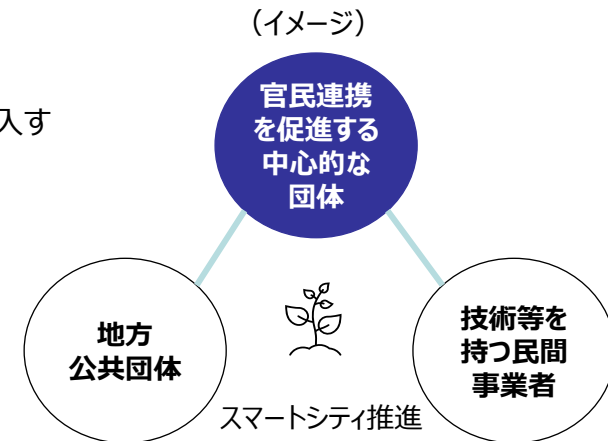 （イメージ）
入す
官民連携
を促進する
中心的な
団体
地方
公共団体
技術等を
持つ民間
事業者
スマートシティ推進